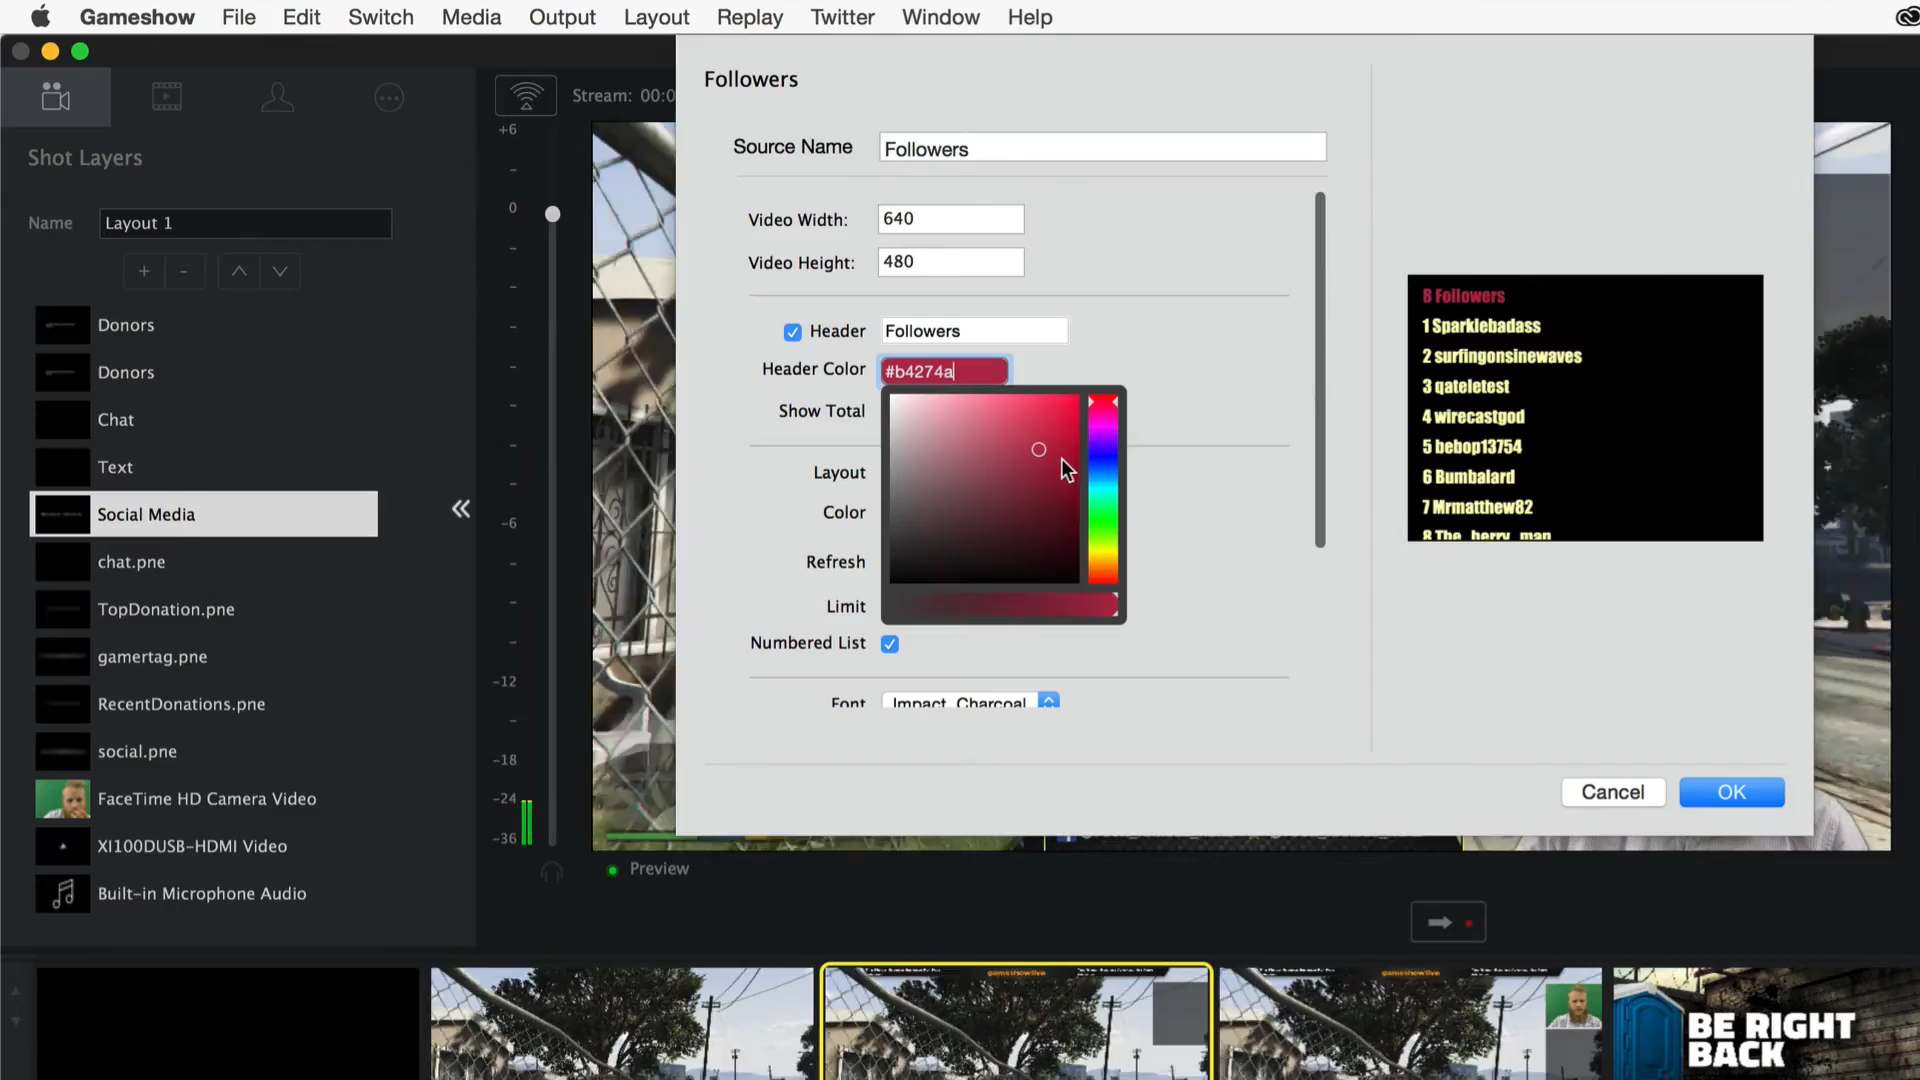 Gameshow File Edit Switch Media Output Layout Replay Twitter Window Help
Stream: 00:0
Shot Layers
Name Layout 1
+ -
Donors
Donors
Chat
Text
Social Media
chat.pne
TopDonation.pne
gamertag.pne
RecentDonations.pne
social.pne
FaceTime HD Camera Video
XI100DUSB-HDMI Video
Built-in Microphone Audio
+6
0
-6
-12
-18
-24
-36
Preview
Followers
Source Name Followers
Video Width: 640
Video Height: 480
Header Followers
Header Color #b4274a
Show Total
Layout
Color
Refresh
Limit
Numbered List
Font Impact, Charcoal
8 Followers
1 Sparklebadass
2 surfingonsinewaves
3 qateletest
4 wirecastgod
5 bebop13754
6 Bumbalard
7 Mrmatthew82
8 The_berry_man
Cancel OK
gameshowlive
gameshowlive
BE RIGHT
BACK